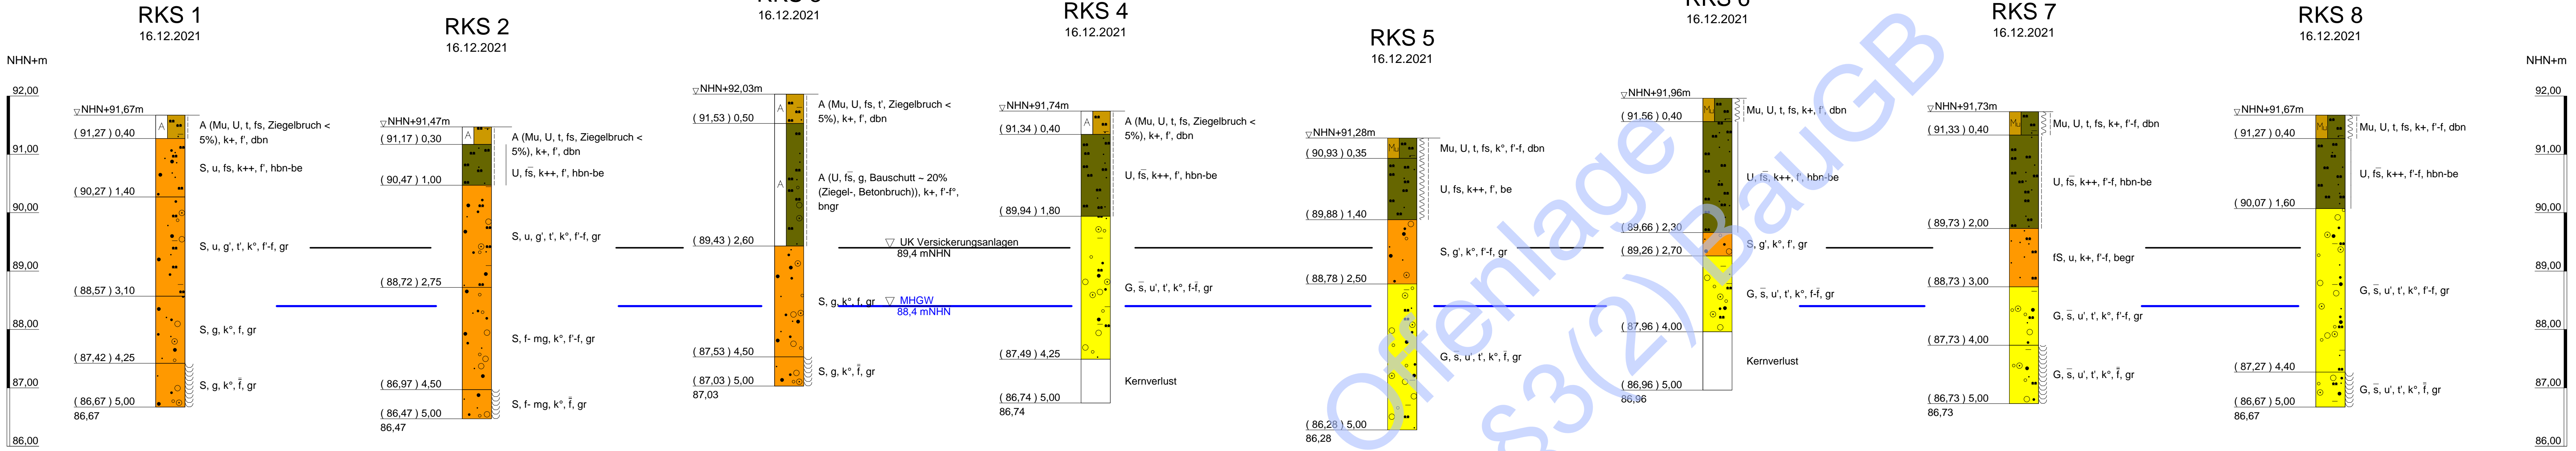 RKS 1
16.12.2021
NHN+m
92,00
91,00
90,00
89,00
88,00
87,00
86,00
NHN+91,67m
( 91,27 ) 0,40
( 90,27 ) 1,40
( 88,57 ) 3,10
( 87,42 ) 4,25
( 86,67 ) 5,00
86,67
A
A (Mu, U, t, fs, Ziegelbruch <
5%), k+, f', dbn
S, u, fs, k++, f', hbn-be
S, u, g', t', k°, f'-f, gr
S, g, k°, f, gr
S, g, k°, f̄, gr
RKS 2
16.12.2021
NHN+91,47m
( 91,17 ) 0,30
( 90,47 ) 1,00
( 88,72 ) 2,75
( 86,97 ) 4,50
( 86,47 ) 5,00
86,47
A
A (Mu, U, t, fs, Ziegelbruch <
5%), k+, f', dbn
U, fs̄, k++, f', hbn-be
S, u, g', t', k°, f'-f, gr
S, f- mg, k°, f'-f, gr
S, f- mg, k°, f̄, gr
16.12.2021
NHN+92,03m
( 91,53 ) 0,50
( 89,43 ) 2,60
( 87,53 ) 4,50
( 87,03 ) 5,00
87,03
A
A
A (Mu, U, fs, t', Ziegelbruch <
5%), k+, f', dbn
A (U, fs̄, g, Bauschutt ~ 20%
(Ziegel-, Betonbruch)), k+, f'-f°,
bngr
S, g, k°, f, gr
S, g, k°, f̄, gr
UK Versickerungsanlagen
89,4 mNHN
MHGW
88,4 mNHN
RKS 4
16.12.2021
NHN+91,74m
( 91,34 ) 0,40
( 89,94 ) 1,80
( 87,49 ) 4,25
( 86,74 ) 5,00
86,74
A
A (Mu, U, t, fs, Ziegelbruch <
5%), k+, f', dbn
U, fs̄, k++, f', hbn-be
G, s̄, u', t', k°, f-f̄, gr
Kernverlust
RKS 5
16.12.2021
NHN+91,28m
( 90,93 ) 0,35
( 89,88 ) 1,40
( 88,78 ) 2,50
( 86,28 ) 5,00
86,28
Mu
Mu, U, t, fs, k°, f'-f, dbn
U, fs, k++, f', be
S, g', k°, f'-f, gr
G, s, u', t', k°, f̄, gr
RKS 6
16.12.2021
NHN+91,96m
( 91,56 ) 0,40
( 89,66 ) 2,30
( 89,26 ) 2,70
( 87,96 ) 4,00
( 86,96 ) 5,00
86,96
Mu
Mu, U, t, fs, k+, f', dbn
U, fs̄, k++, f', hbn-be
S, g', k°, f', gr
G, s̄, u', t', k°, f-f̄, gr
Kernverlust
RKS 7
16.12.2021
NHN+91,73m
( 91,33 ) 0,40
( 89,73 ) 2,00
( 88,73 ) 3,00
( 87,73 ) 4,00
( 86,73 ) 5,00
86,73
Mu
Mu, U, t, fs, k+, f'-f, dbn
U, fs̄, k++, f'-f, hbn-be
fS, u, k+, f'-f, begr
G, s̄, u', t', k°, f'-f, gr
G, s̄, u', t', k°, f̄, gr
RKS 8
16.12.2021
NHN+91,67m
( 91,27 ) 0,40
( 90,07 ) 1,60
( 87,27 ) 4,40
( 86,67 ) 5,00
86,67
Mu
Mu, U, t, fs, k+, f'-f, dbn
U, fs̄, k++, f'-f, hbn-be
G, s̄, u', t', k°, f'-f, gr
G, s̄, u', t', k°, f̄, gr
NHN+m
92,00
91,00
90,00
89,00
88,00
87,00
86,00
Offenlage
§3(2) BauGB